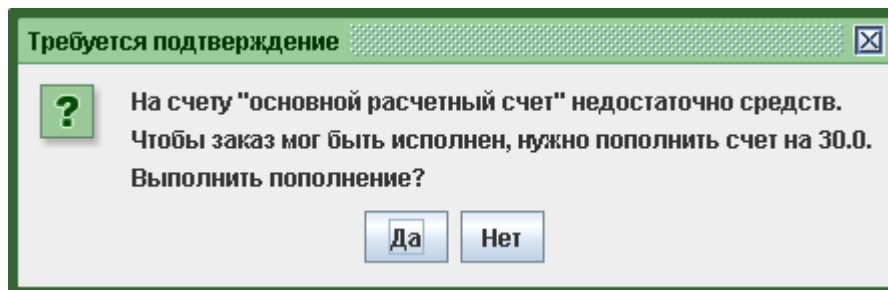 Требуется подтверждение
?
На счету "основной расчетный счет" недостаточно средств.
Чтобы заказ мог быть исполнен, нужно пополнить счет на 30.0.
Выполнить пополнение?
Да Нет